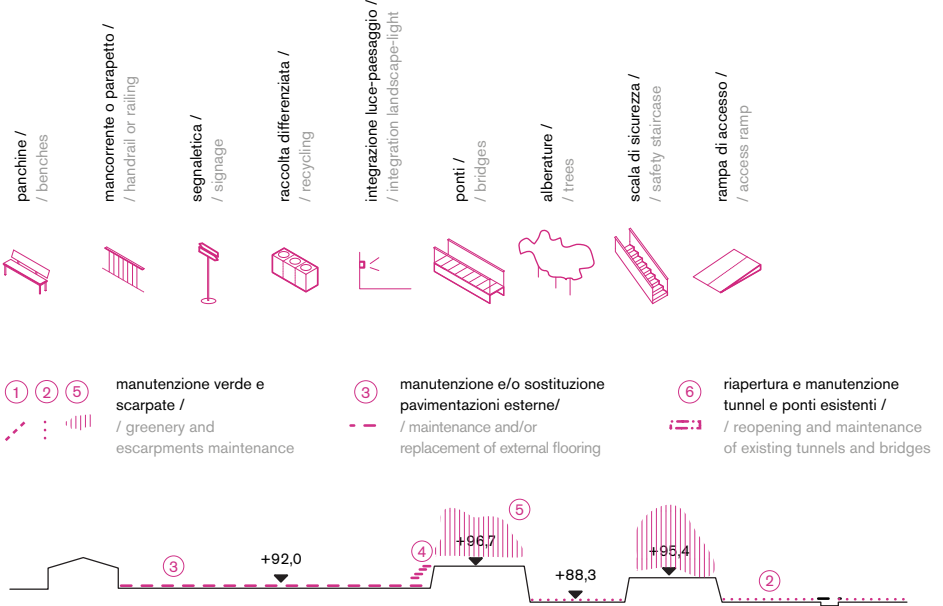 panchine /
/ benches
mancorrente o parapetto /
/ handrail or railing
segnaletica /
/ signage
raccolta differenziata /
/ recycling
integrazione luce-paesaggio /
/ integration landscape-light
ponti /
/ bridges
alberature /
/ trees
scala di sicurezza /
/ safety staircase
rampa di accesso /
/ access ramp
1 2 5
manutenzione verde e
scarpate /
/ greenery and
escarpments maintenance
3
manutenzione e/o sostituzione
pavimentazioni esterne/
/ maintenance and/or
replacement of external flooring
6
riapertura e manutenzione
tunnel e ponti esistenti /
/ reopening and maintenance
of existing tunnels and bridges
3
+92,0
4
+96,7
5
+88,3
+95,4
2